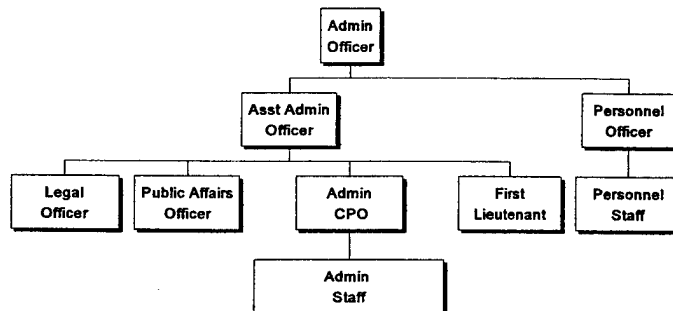 Admin
Officer
Asst Admin
Officer
Personnel
Officer
Legal
Officer
Public Affairs
Officer
Admin
CPO
First
Lieutenant
Personnel
Staff
Admin
Staff